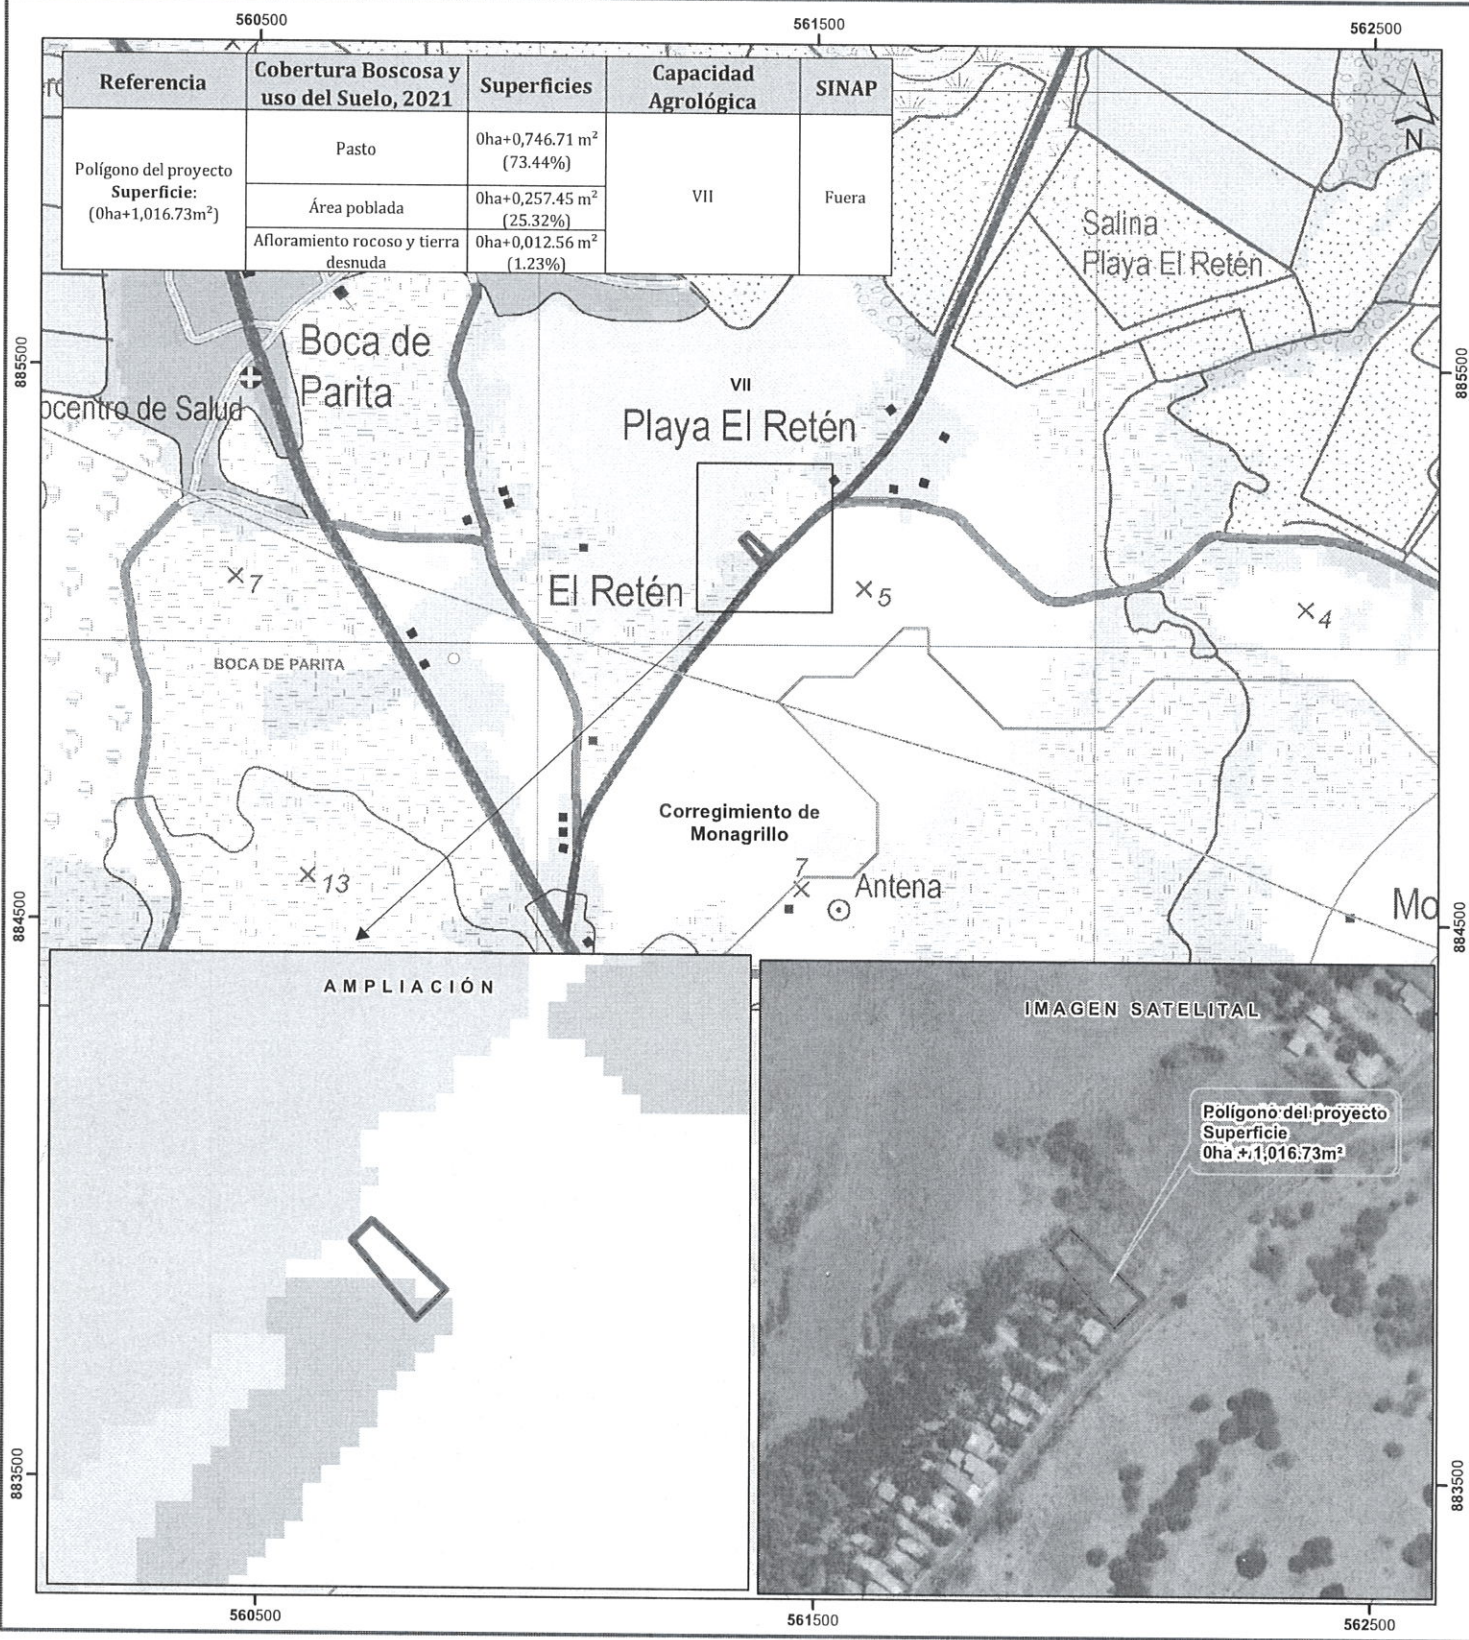 560500
561500
562500
Referencia
Cobertura Boscosa y
uso del Suelo, 2021
Superficies
Capacidad
Agrológica
SINAP
Polígono del proyecto
Superficie:
(0ha+1,016.73m²)
Pasto
0ha+0,746.71 m²
(73.44%)
Área poblada
0ha+0,257.45 m²
(25.32%)
Afloramiento rocoso y tierra
desnuda
0ha+0,012.56 m²
(1.23%)
VII
Fuera
N
Salina
Playa El Retén
885500
885500
Boca de
Parita
ocentro de Salud
VII
Playa El Retén
El Retén
7
5
4
BOCA DE PARITA
Corregimiento de
Monagrillo
13
7
Antena
Mo
884500
884500
AMPLIACIÓN
IMAGEN SATELITAL
Polígono del proyecto
Superficie
0ha + 1,016.73m²
883500
883500
560500
561500
562500